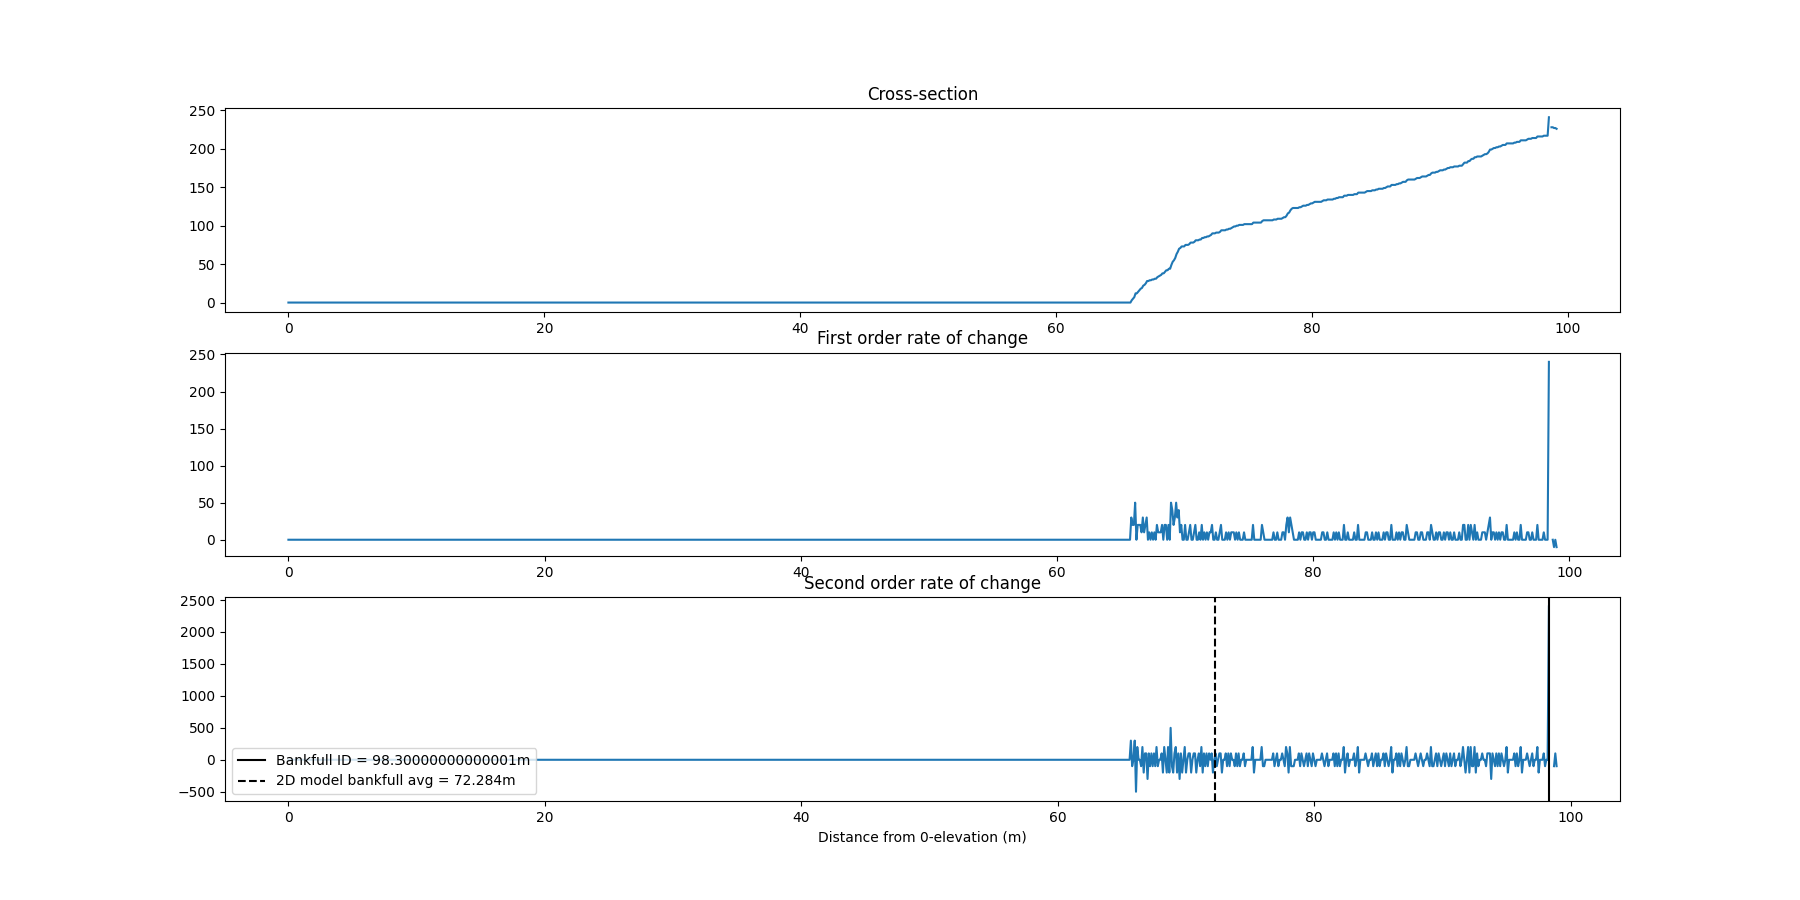 Cross-section
250
200
150
100
50
0
0 20 40 60 80 100
First order rate of change
250
200
150
100
50
0
0 20 40 60 80 100
Second order rate of change
2500
2000
1500
1000
500
0
−500
Bankfull ID = 98.30000000000001m
2D model bankfull avg = 72.284m
0 20 40 60 80 100
Distance from 0-elevation (m)